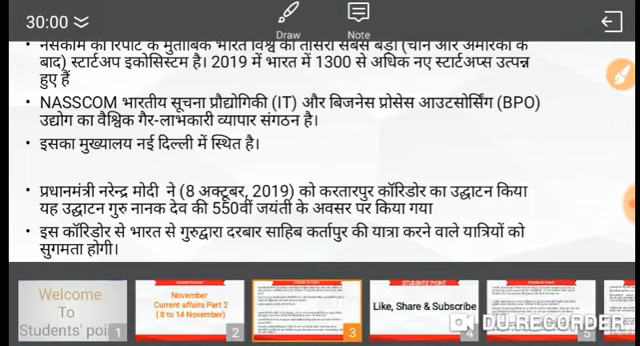 30:00
Draw
Note
नैसकॉम की रिपोर्ट के मुताबिक भारत विश्व का तीसरा सबसे बड़ा (चीन और अमेरिका के
बाद) स्टार्टअप इकोसिस्टम है। 2019 में भारत में 1300 से अधिक नए स्टार्टअप्स उत्पन्न
हुए हैं
• NASSCOM भारतीय सूचना प्रौद्योगिकी (IT) और बिजनेस प्रोसेस आउटसोर्सिंग (BPO)
उद्योग का वैश्विक गैर-लाभकारी व्यापार संगठन है।
• इसका मुख्यालय नई दिल्ली में स्थित है।
• प्रधानमंत्री नरेन्द्र मोदी ने (8 अक्टूबर, 2019) को करतारपुर कॉरिडोर का उद्घाटन किया
यह उद्घाटन गुरु नानक देव की 550वीं जयंती के अवसर पर किया गया
• इस कॉरिडोर से भारत से गुरुद्वारा दरबार साहिब कर्तापुर की यात्रा करने वाले यात्रियों को
सुगमता होगी।
Welcome
To
Students' poi
1
November
Current affairs Part 2
(8 to 14 November)
2
3
STUDENTS' POINT
Like, Share & Subscribe
4
5
DU RECORDER